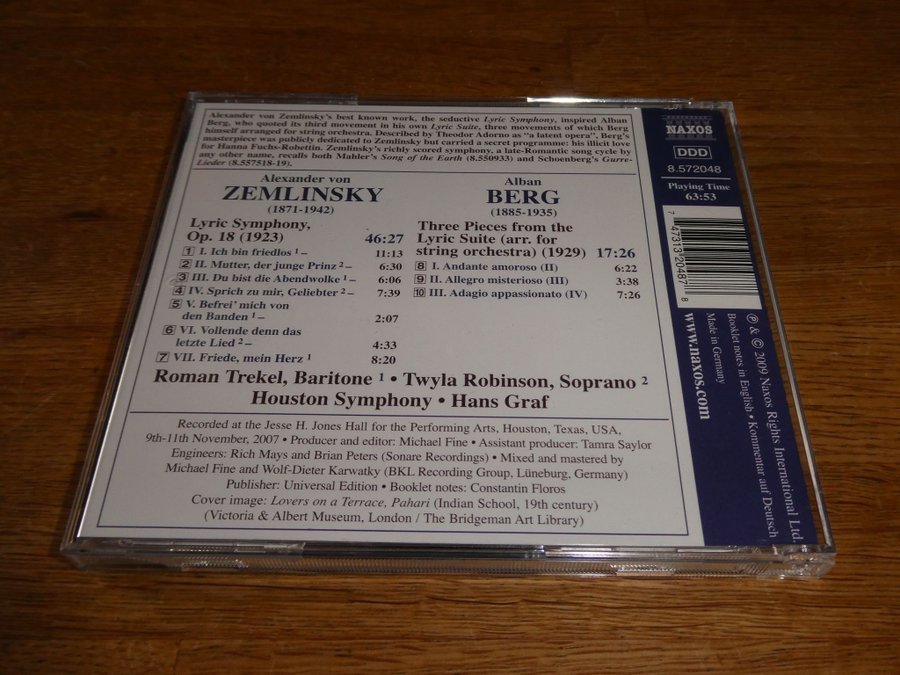 Alexander von Zemlinsky's best known work, the seductive Lyric Symphony, inspired Alban
Berg, who quoted its third movement in his own Lyric Suite, three movements of which Berg
himself arranged for string orchestra. Described by Theodor Adorno as "a latent opera", Berg's
masterpiece was publicly dedicated to Zemlinsky but carried a secret programme: his illicit love
for Hanna Fuchs-Robettin. Zemlinsky's richly scored symphony, a late-Romantic song cycle by
any other name, recalls both Mahler's Song of the Earth (8.550933) and Schoenberg's Gurre-
Lieder (8.557518-19).
Alexander von
ZEMLINSKY
(1871-1942)
Lyric Symphony,
Op. 18 (1923) 46:27
1 I. Ich bin friedlos 1 – 11:13
2 II. Mutter, der junge Prinz 2 – 6:30
3 III. Du bist die Abendwolke 1 – 6:06
4 IV. Sprich zu mir, Geliebter 2 – 7:39
5 V. Befrei' mich von
den Banden 1 – 2:07
6 VI. Vollende denn das
letzte Lied 2 – 4:33
7 VII. Friede, mein Herz 1 8:20
Alban
BERG
(1885-1935)
Three Pieces from the
Lyric Suite (arr. for
string orchestra) (1929) 17:26
8 I. Andante amoroso (II) 6:22
9 II. Allegro misterioso (III) 3:38
10 III. Adagio appassionato (IV) 7:26
Roman Trekel, Baritone 1 • Twyla Robinson, Soprano 2
Houston Symphony • Hans Graf
Recorded at the Jesse H. Jones Hall for the Performing Arts, Houston, Texas, USA,
9th-11th November, 2007 • Producer and editor: Michael Fine • Assistant producer: Tamra Saylor
Engineers: Rich Mays and Brian Peters (Sonare Recordings) • Mixed and mastered by
Michael Fine and Wolf-Dieter Karwatky (BKL Recording Group, Lüneburg, Germany)
Publisher: Universal Edition • Booklet notes: Constantin Floros
Cover image: Lovers on a Terrace, Pahari (Indian School, 19th century)
(Victoria & Albert Museum, London / The Bridgeman Art Library)
NAXOS
DDD
8.572048
Playing Time
63:53
7 47313 20487 8
℗ & © 2009 Naxos Rights International Ltd.
Booklet notes in English • Kommentar auf Deutsch
Made in Germany
www.naxos.com